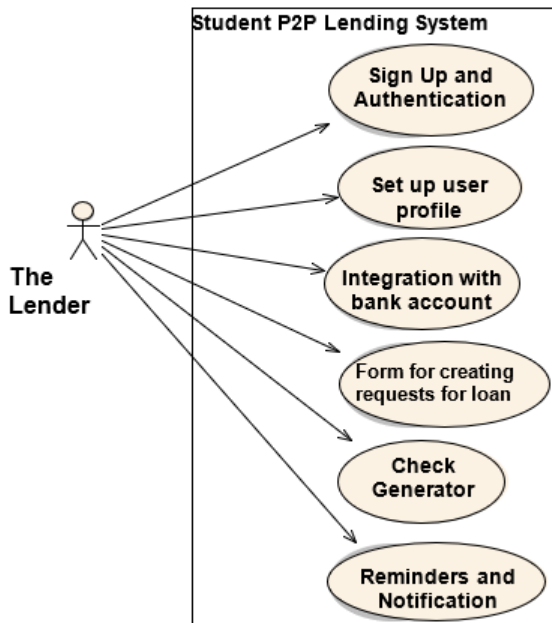 Student P2P Lending System
Sign Up and
Authentication
Set up user
profile
The
Lender
Integration with
bank account
Form for creating
requests for loan
Check
Generator
Reminders and
Notification